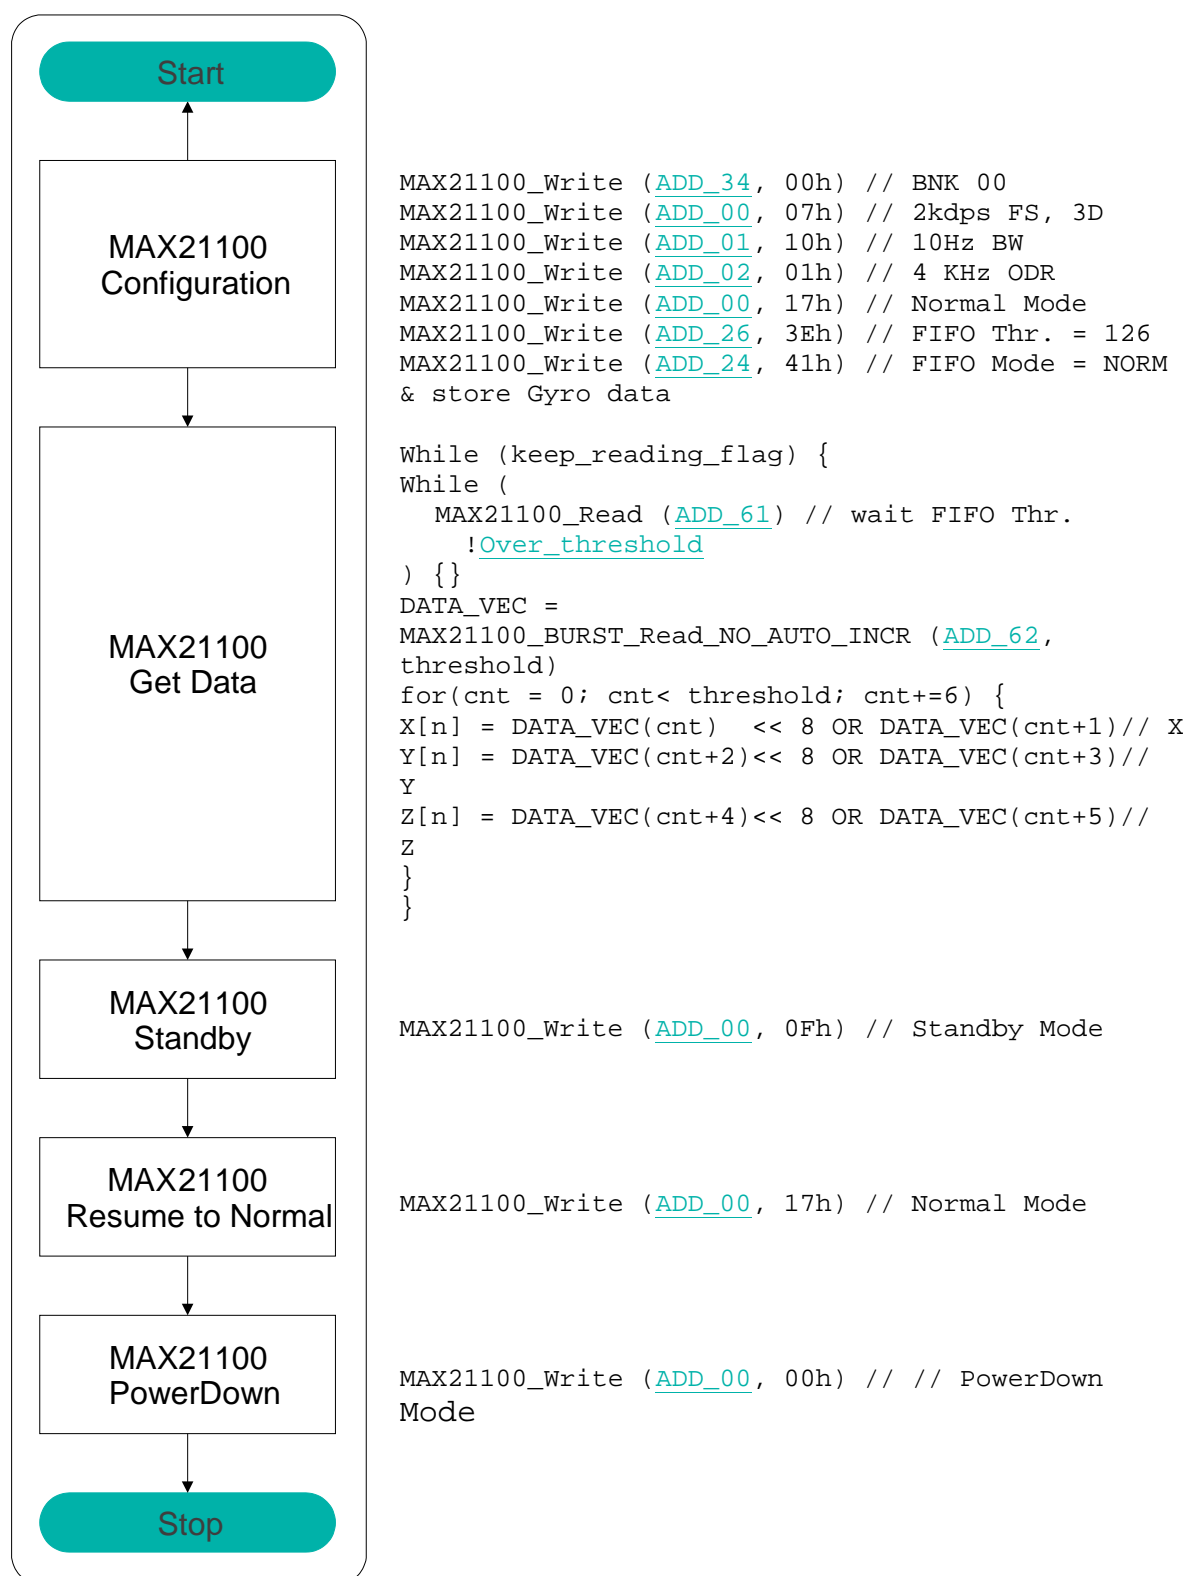 Start
MAX21100
Configuration
MAX21100_Write (ADD_34, 00h) // BNK 00
MAX21100_Write (ADD_00, 07h) // 2kdps FS, 3D
MAX21100_Write (ADD_01, 10h) // 10Hz BW
MAX21100_Write (ADD_02, 01h) // 4 KHz ODR
MAX21100_Write (ADD_00, 17h) // Normal Mode
MAX21100_Write (ADD_26, 3Eh) // FIFO Thr. = 126
MAX21100_Write (ADD_24, 41h) // FIFO Mode = NORM
& store Gyro data
MAX21100
Get Data
While (keep_reading_flag) {
While (
MAX21100_Read (ADD_61) // wait FIFO Thr.
!Over_threshold
) {}
DATA_VEC =
MAX21100_BURST_Read_NO_AUTO_INCR (ADD_62,
threshold)
for(cnt = 0; cnt< threshold; cnt+=6) {
X[n] = DATA_VEC(cnt)  << 8 OR DATA_VEC(cnt+1)// X
Y[n] = DATA_VEC(cnt+2)<< 8 OR DATA_VEC(cnt+3)//
Y
Z[n] = DATA_VEC(cnt+4)<< 8 OR DATA_VEC(cnt+5)//
Z
}
}
MAX21100
Standby
MAX21100_Write (ADD_00, 0Fh) // Standby Mode
MAX21100
Resume to Normal
MAX21100_Write (ADD_00, 17h) // Normal Mode
MAX21100
PowerDown
MAX21100_Write (ADD_00, 00h) // // PowerDown
Mode
Stop